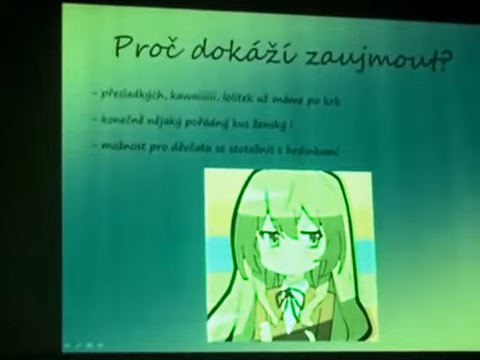 Proč dokáží zaujmout?
- přesladkých, kawaiiiiii, lolitek už máme po krk
- konečně nějaký pořádný kus ženský !
- možnost pro děvčata se ztotožnit s hrdinkami